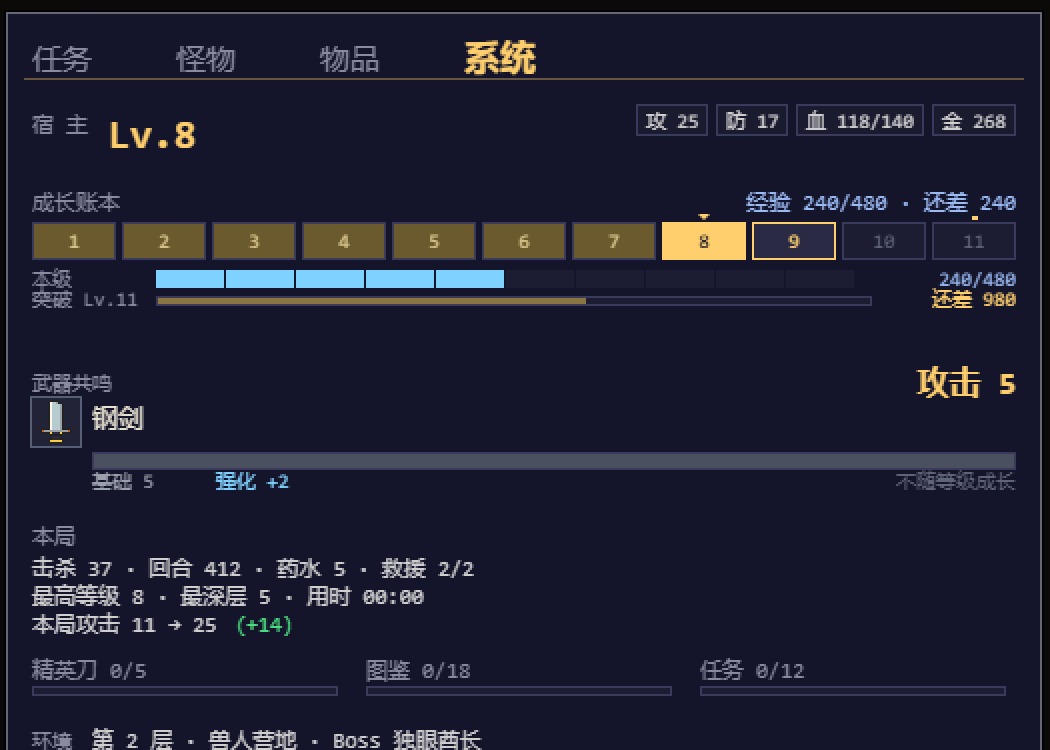 任务 怪物 物品 系统
宿 主 Lv.8 攻 25 防 17 血 118/140 金 268
成长账本 经验 240/480 · 还差 240
1 2 3 4 5 6 7 8 9 10 11
本级 240/480
突破 Lv.11 还差 980
武器共鸣 攻击 5
钢剑
基础 5 强化 +2 不随等级成长
本局
击杀 37 · 回合 412 · 药水 5 · 救援 2/2
最高等级 8 · 最深层 5 · 用时 00:00
本局攻击 11 → 25 (+14)
精英刀 0/5 图鉴 0/18 任务 0/12
环境 第 2 层 · 兽人营地 · Boss 独眼酋长